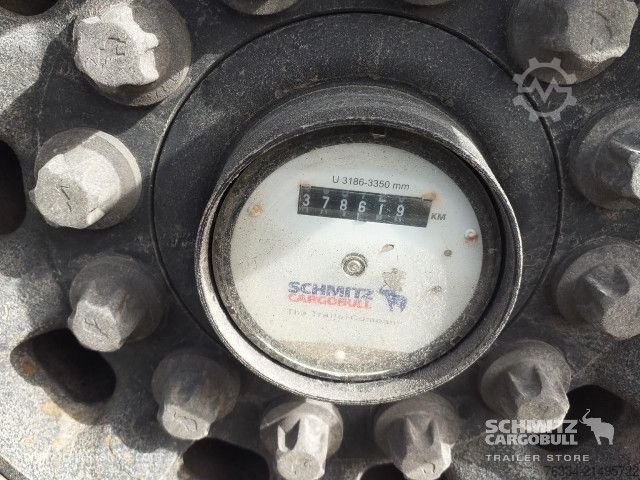 U 3186-3350 mm
378619 KM
SCHMITZ
CARGOBULL
The Trailer Company.
SCHMITZ
CARGOBULL
TRAILER STORE